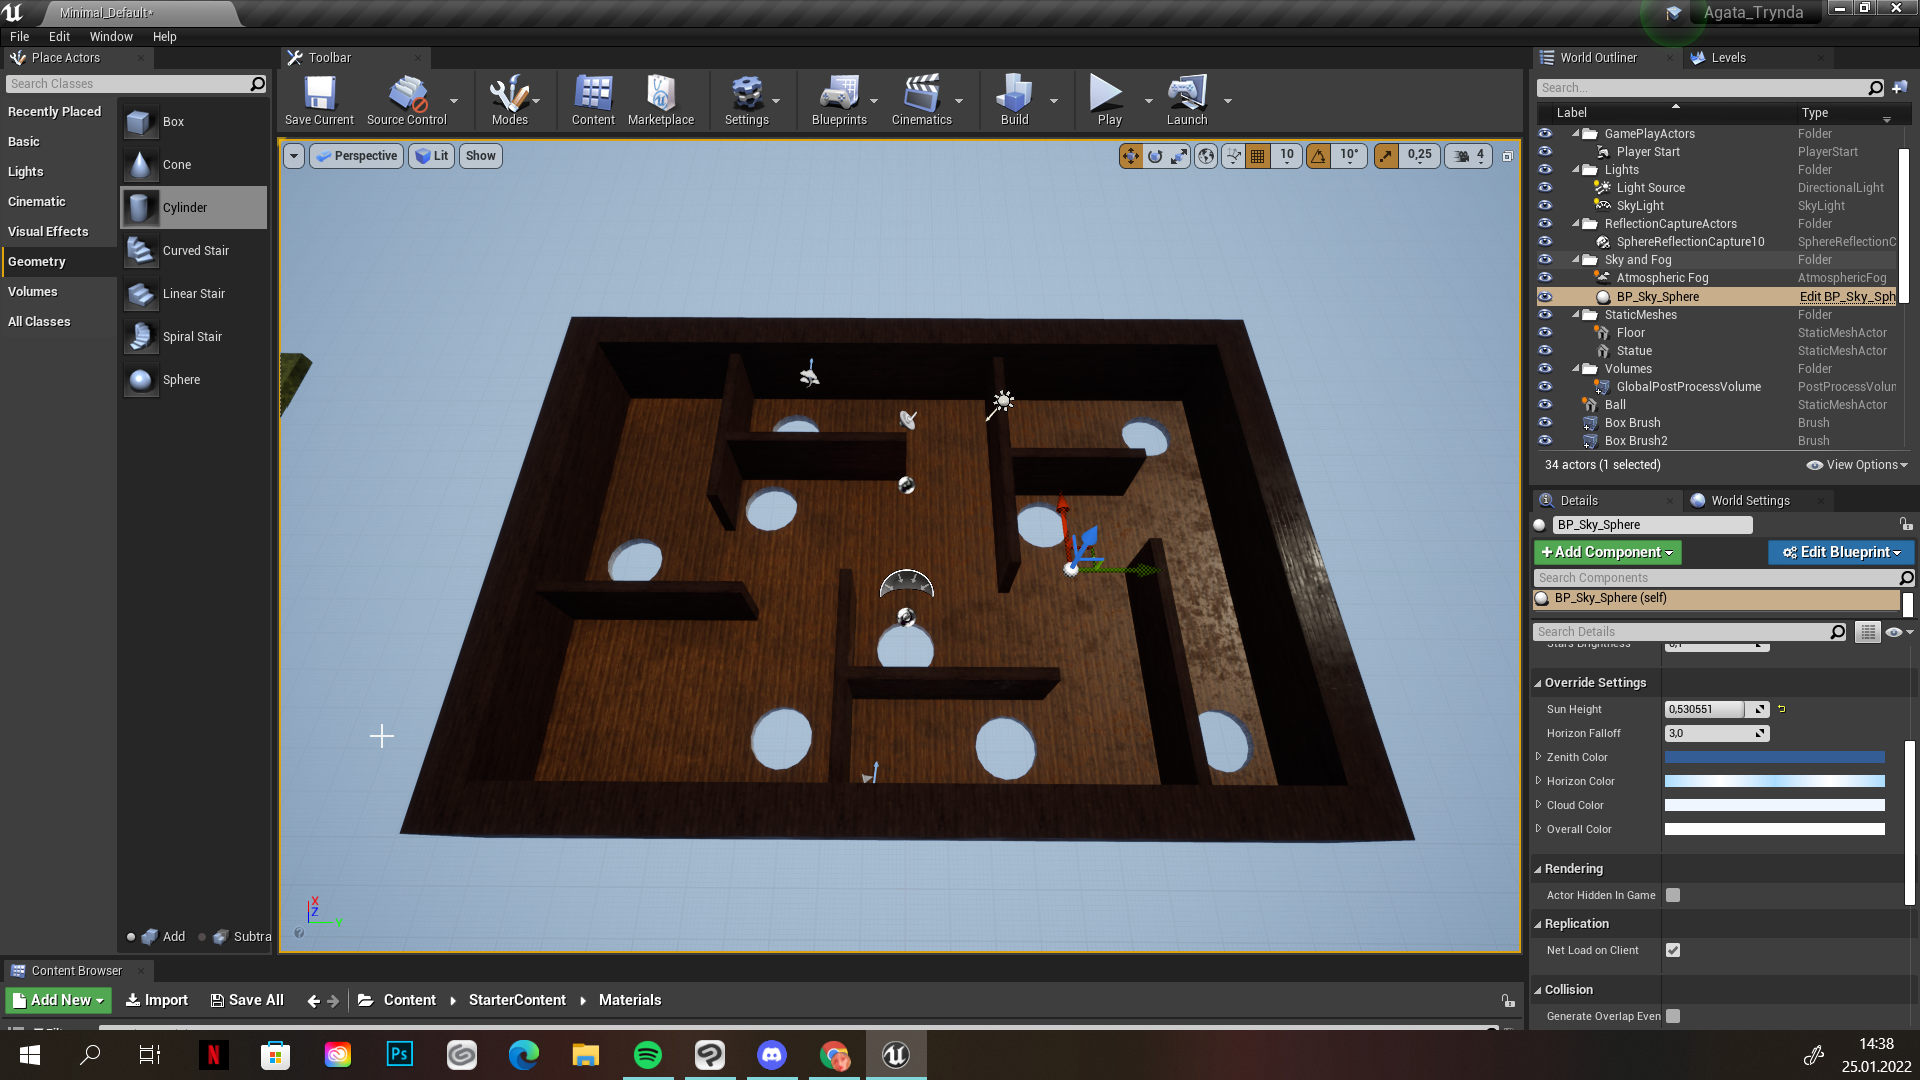 Minimal_Default*
Agata_Trynda
File Edit Window Help
Place Actors
Search Classes
Recently Placed
Basic
Lights
Cinematic
Visual Effects
Geometry
Volumes
All Classes
Box
Cone
Cylinder
Curved Stair
Linear Stair
Spiral Stair
Sphere
Add Subtra
Toolbar
Save Current Source Control Modes Content Marketplace Settings Blueprints Cinematics Build Play Launch
Perspective Lit Show
10 10° 0,25 4
X
Z
Y
World Outliner Levels
Search...
Label Type
GamePlayActors Folder
Player Start PlayerStart
Lights Folder
Light Source DirectionalLight
SkyLight SkyLight
ReflectionCaptureActors Folder
SphereReflectionCapture10 SphereReflectionC
Sky and Fog Folder
Atmospheric Fog AtmosphericFog
BP_Sky_Sphere Edit BP_Sky_Sph
StaticMeshes Folder
Floor StaticMeshActor
Statue StaticMeshActor
Volumes Folder
GlobalPostProcessVolume PostProcessVolun
Ball StaticMeshActor
Box Brush Brush
Box Brush2 Brush
34 actors (1 selected) View Options
Details World Settings
BP_Sky_Sphere
+Add Component Edit Blueprint
Search Components
BP_Sky_Sphere (self)
Search Details
Stars Brightness 0,1
Override Settings
Sun Height 0,530551
Horizon Falloff 3,0
Zenith Color
Horizon Color
Cloud Color
Overall Color
Rendering
Actor Hidden In Game
Replication
Net Load on Client
Collision
Generate Overlap Even
Content Browser
Add New Import Save All Content StarterContent Materials
N Ps
14:38
25.01.2022